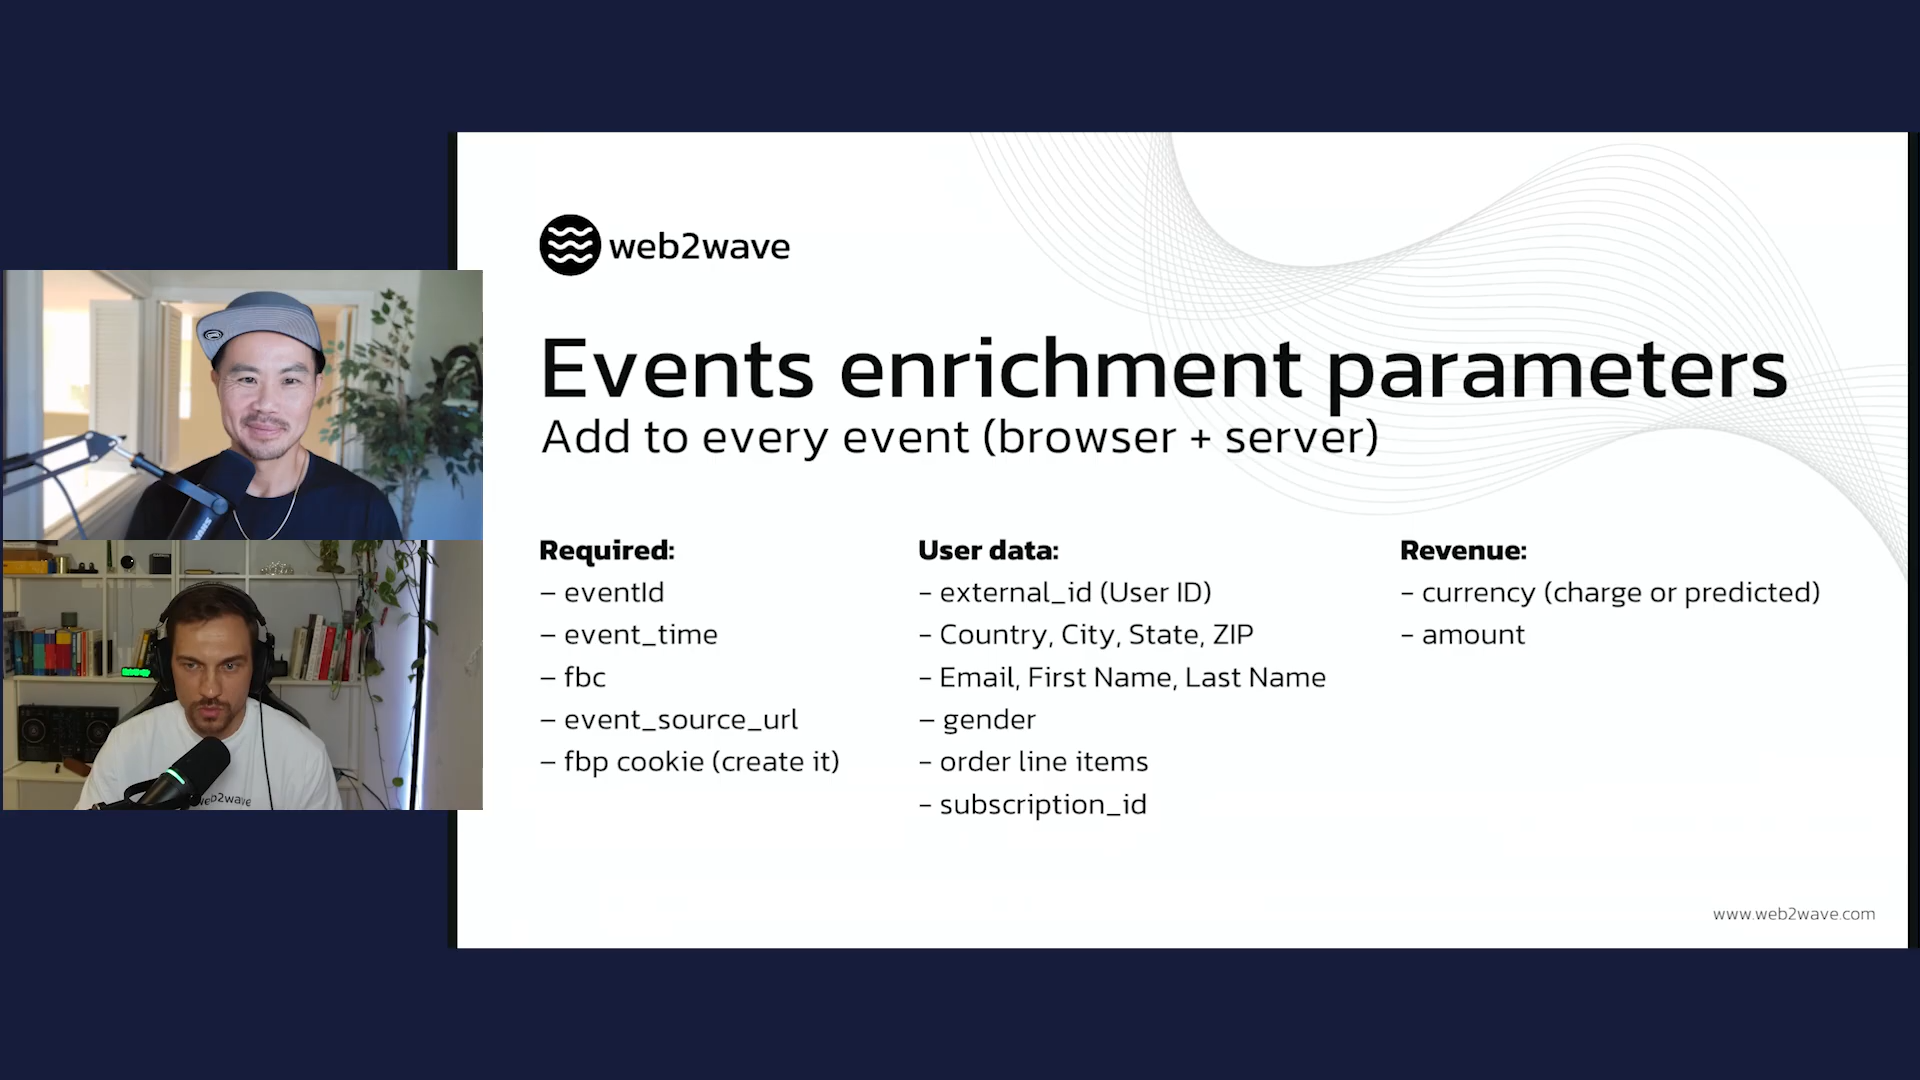 web2wave
Events enrichment parameters
Add to every event (browser + server)
Required:
– eventId
– event_time
– fbc
– event_source_url
– fbp cookie (create it)
User data:
- external_id (User ID)
- Country, City, State, ZIP
- Email, First Name, Last Name
– gender
- order line items
- subscription_id
Revenue:
- currency (charge or predicted)
- amount
www.web2wave.com
web2wave